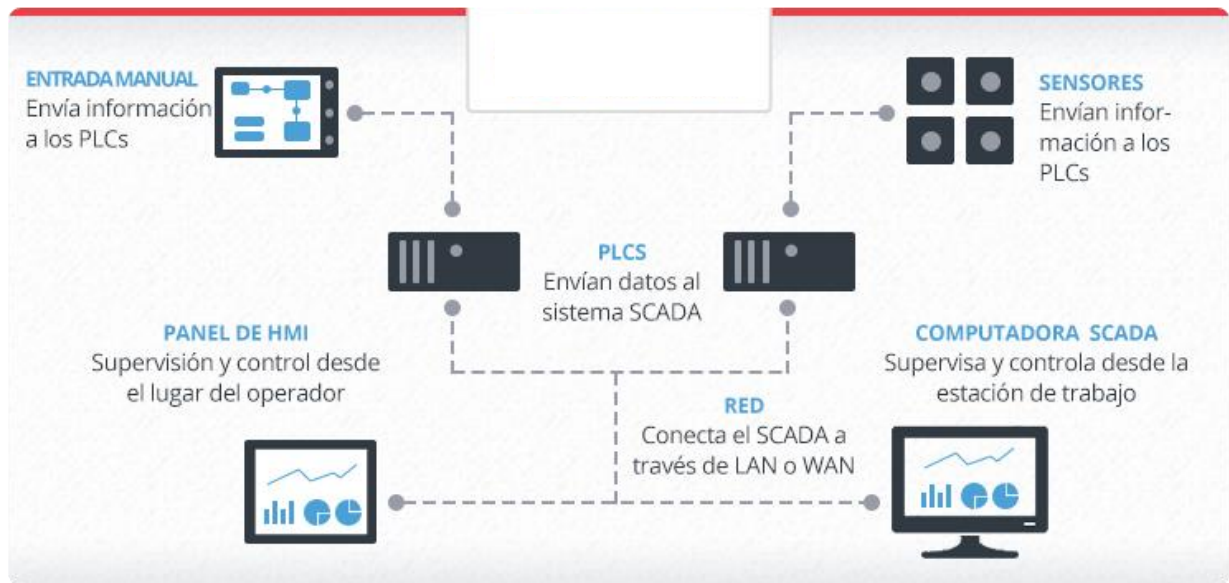 ENTRADA MANUAL
Envía información
a los PLCs
SENSORES
Envían infor-
mación a los
PLCs
PLCS
Envían datos al
sistema SCADA
PANEL DE HMI
Supervisión y control desde
el lugar del operador
COMPUTADORA SCADA
Supervisa y controla desde la
estación de trabajo
RED
Conecta el SCADA a
través de LAN o WAN